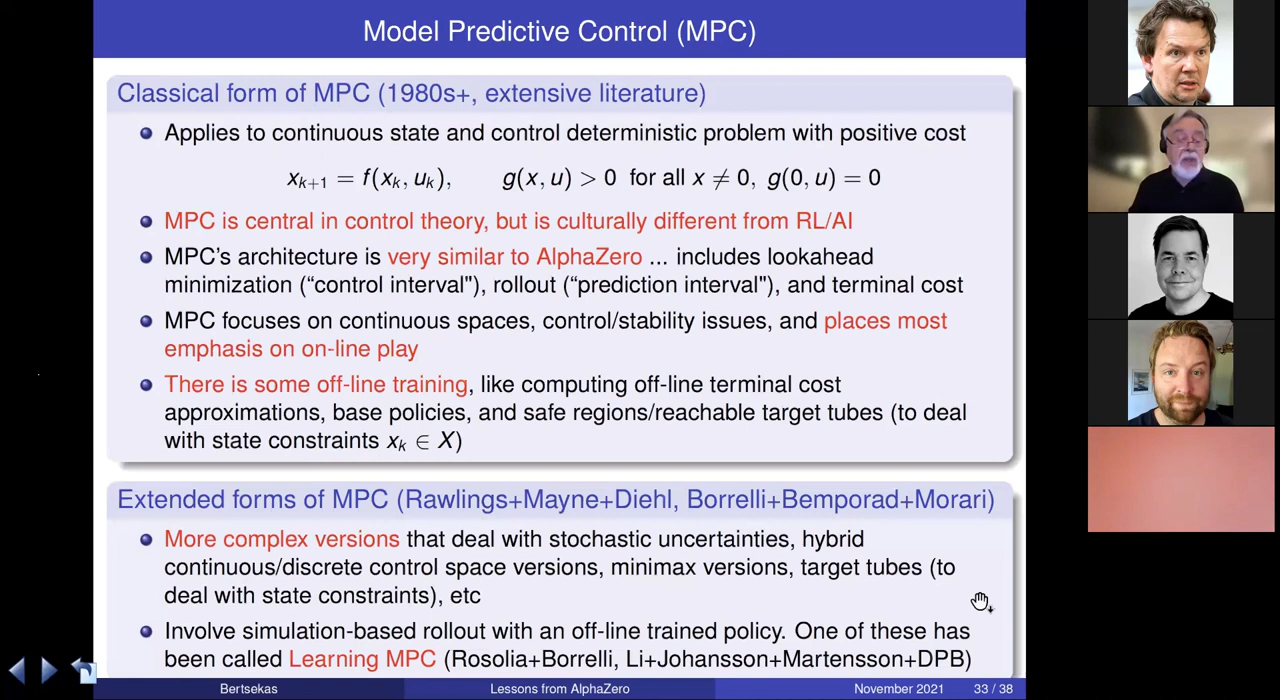 Model Predictive Control (MPC)
Classical form of MPC (1980s+, extensive literature)
Applies to continuous state and control deterministic problem with positive cost
xₖ₊₁ = f(xₖ, uₖ), g(x, u) > 0 for all x ≠ 0, g(0, u) = 0
MPC is central in control theory, but is culturally different from RL/AI
MPC's architecture is very similar to AlphaZero ... includes lookahead
minimization ("control interval"), rollout ("prediction interval"), and terminal cost
MPC focuses on continuous spaces, control/stability issues, and places most
emphasis on on-line play
There is some off-line training, like computing off-line terminal cost
approximations, base policies, and safe regions/reachable target tubes (to deal
with state constraints xₖ ∈ X)
Extended forms of MPC (Rawlings+Mayne+Diehl, Borrelli+Bemporad+Morari)
More complex versions that deal with stochastic uncertainties, hybrid
continuous/discrete control space versions, minimax versions, target tubes (to
deal with state constraints), etc
Involve simulation-based rollout with an off-line trained policy. One of these has
been called Learning MPC (Rosolia+Borrelli, Li+Johansson+Martensson+DPB)
Bertsekas Lessons from AlphaZero November 2021 33 / 38